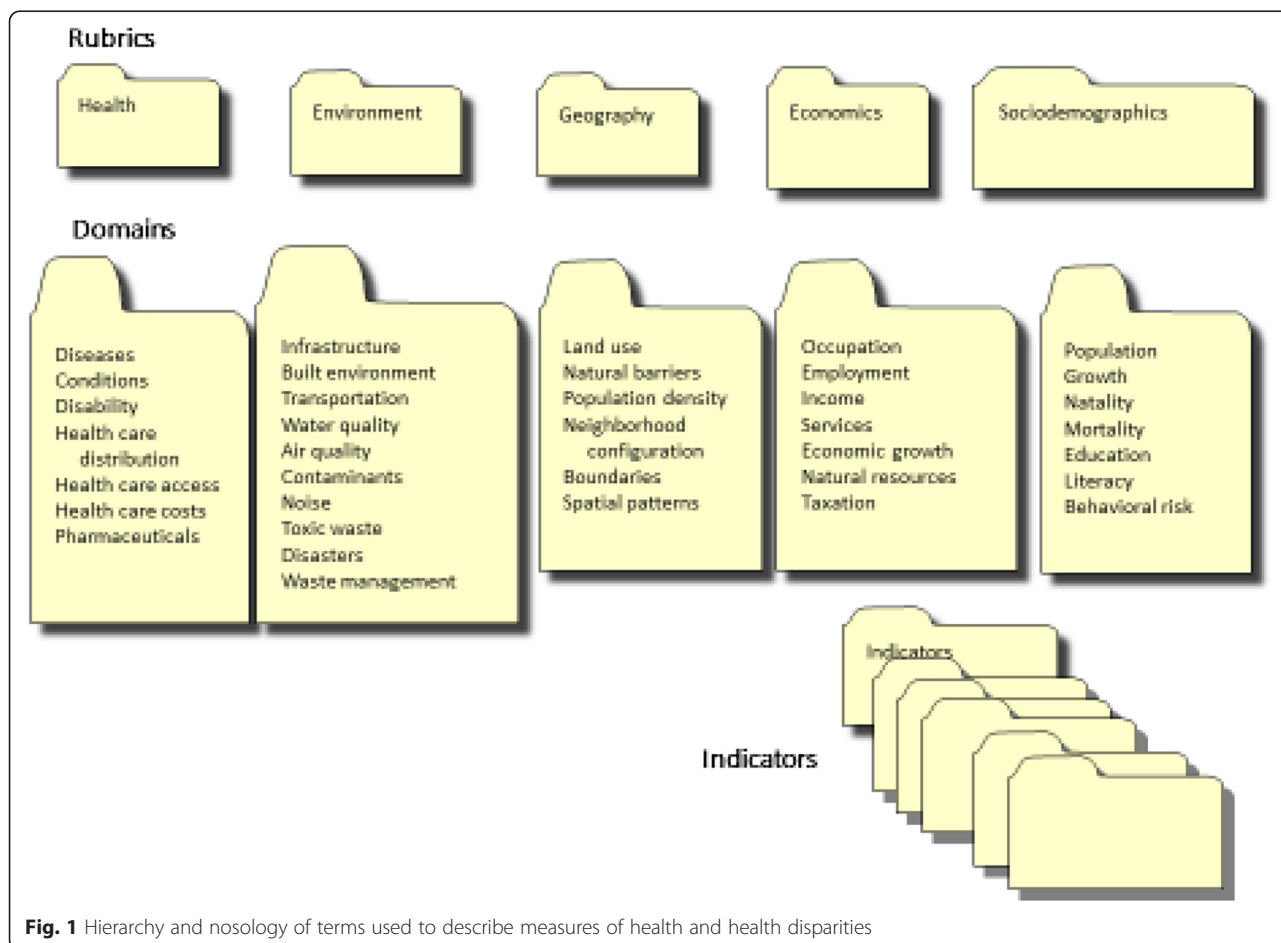 Rubrics
Health
Environment
Geography
Economics
Sociodemographics
Domains
Diseases
Conditions
Disability
Health care
distribution
Health care access
Health care costs
Pharmaceuticals
Infrastructure
Built environment
Transportation
Water quality
Air quality
Contaminants
Noise
Toxic waste
Disasters
Waste management
Land use
Natural barriers
Population density
Neighborhood
configuration
Boundaries
Spatial patterns
Occupation
Employment
Income
Services
Economic growth
Natural resources
Taxation
Population
Growth
Natality
Mortality
Education
Literacy
Behavioral risk
Indicators
Indicators
Fig. 1 Hierarchy and nosology of terms used to describe measures of health and health disparities